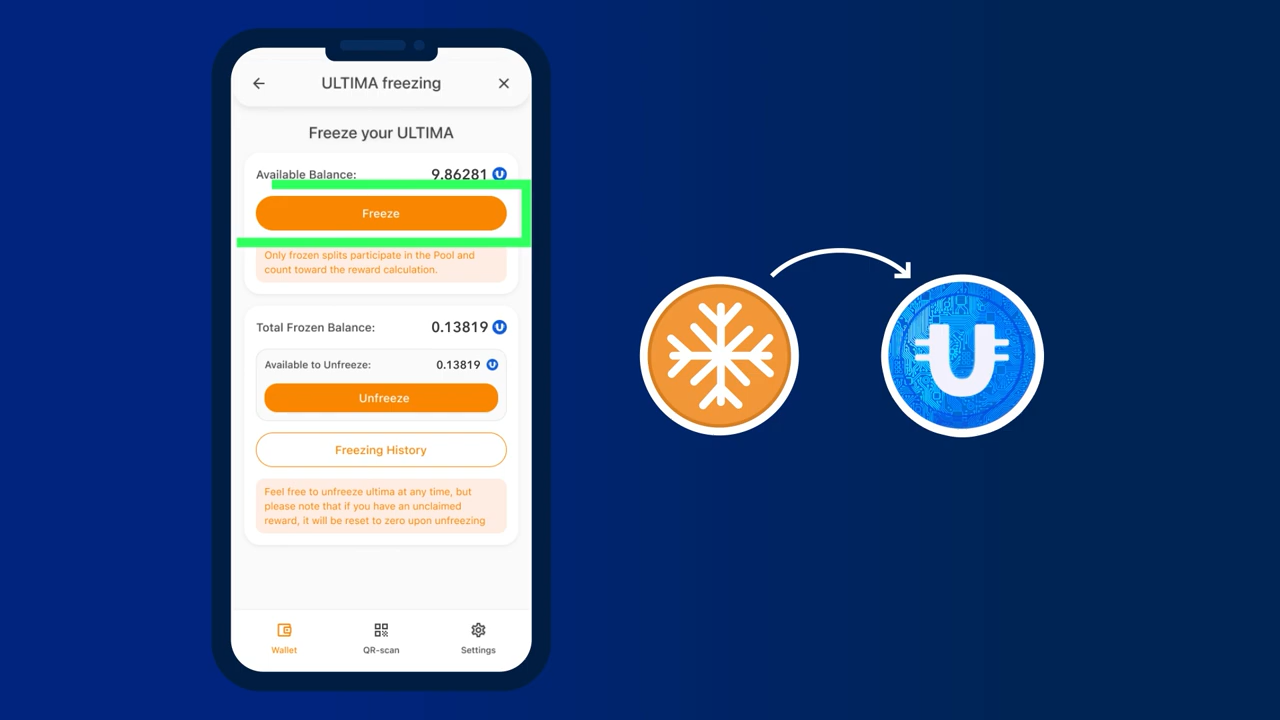 ULTIMA freezing
Freeze your ULTIMA
Available Balance: 9.86281
Freeze
Only frozen splits participate in the Pool and
count toward the reward calculation.
Total Frozen Balance: 0.13819
Available to Unfreeze: 0.13819
Unfreeze
Freezing History
Feel free to unfreeze ultima at any time, but
please note that if you have an unclaimed
reward, it will be reset to zero upon unfreezing
Wallet QR-scan Settings